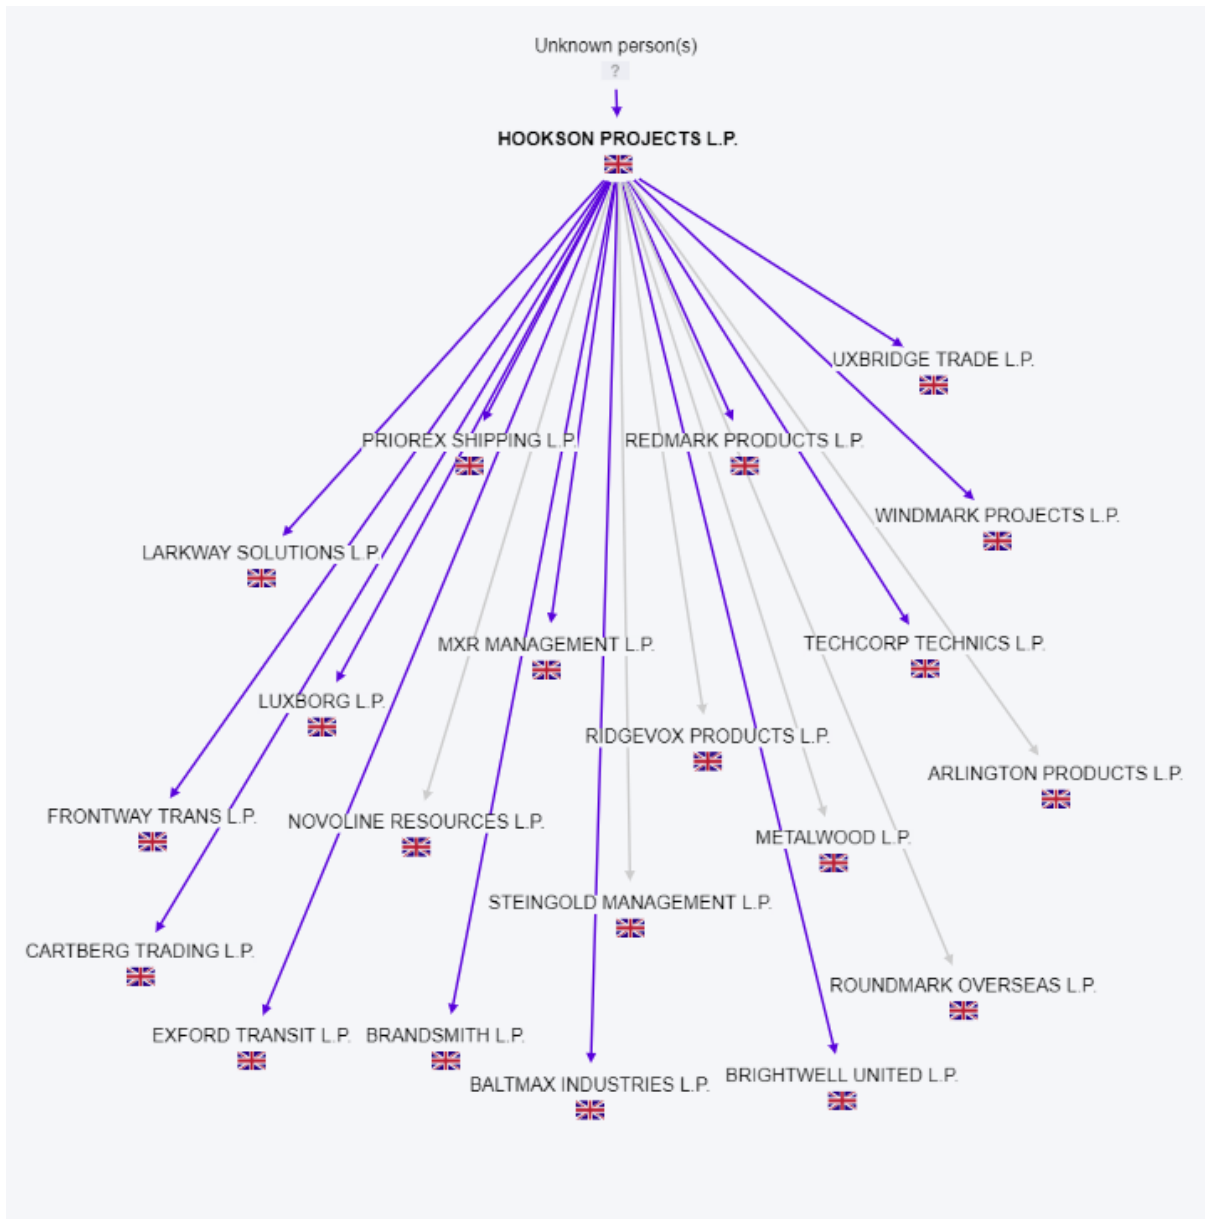 Unknown person(s)
?
HOOKSON PROJECTS L.P.
UXBRIDGE TRADE L.P.
PRIOREX SHIPPING L.P.
REDMARK PRODUCTS L.P.
WINDMARK PROJECTS L.P.
LARKWAY SOLUTIONS L.P.
MXR MANAGEMENT L.P.
TECHCORP TECHNICS L.P.
LUXBORG L.P.
RIDGEVOX PRODUCTS L.P.
ARLINGTON PRODUCTS L.P.
FRONTWAY TRANS L.P.
NOVOLINE RESOURCES L.P.
METALWOOD L.P.
STEINGOLD MANAGEMENT L.P.
CARTBERG TRADING L.P.
ROUNDMARK OVERSEAS L.P.
EXFORD TRANSIT L.P.
BRANDSMITH L.P.
BALTMAX INDUSTRIES L.P.
BRIGHTWELL UNITED L.P.